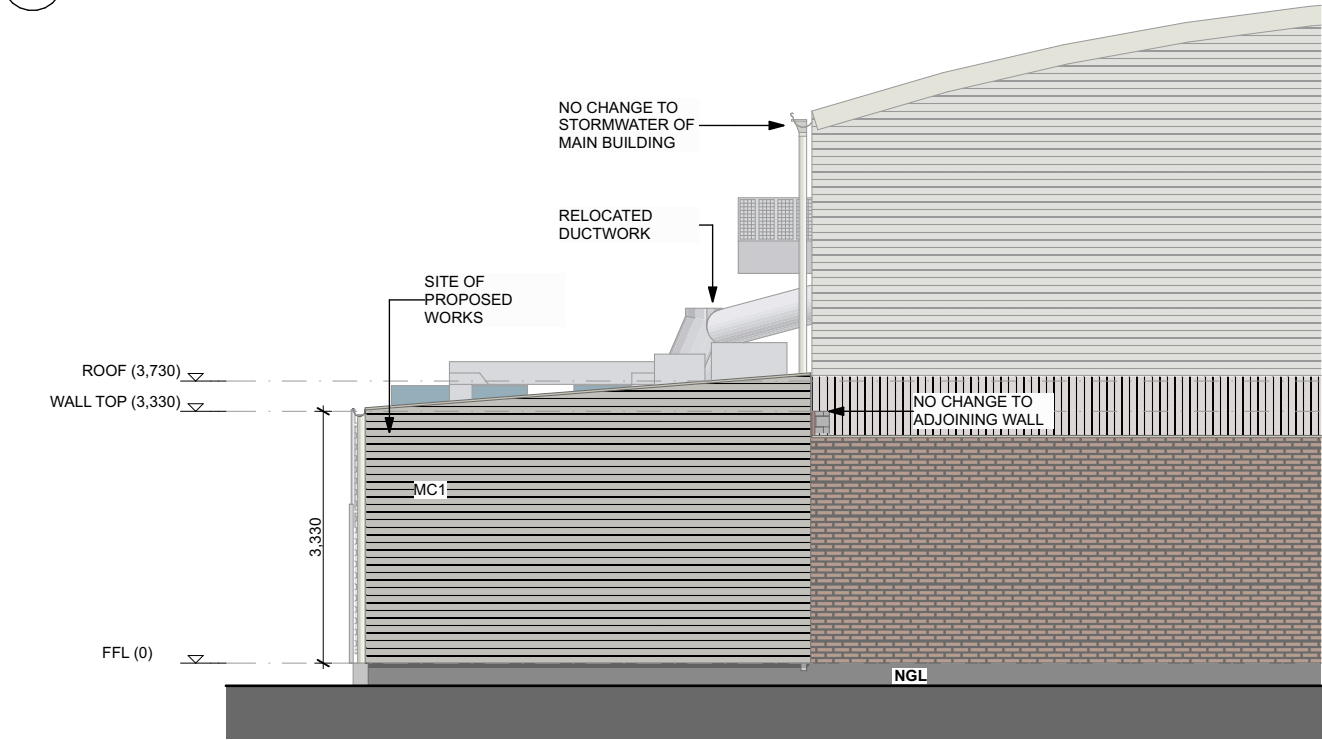 NO CHANGE TO
STORMWATER OF
MAIN BUILDING
RELOCATED
DUCTWORK
SITE OF
PROPOSED
WORKS
ROOF (3,730)
WALL TOP (3,330)
NO CHANGE TO
ADJOINING WALL
MC1
3,330
FFL (0)
NGL